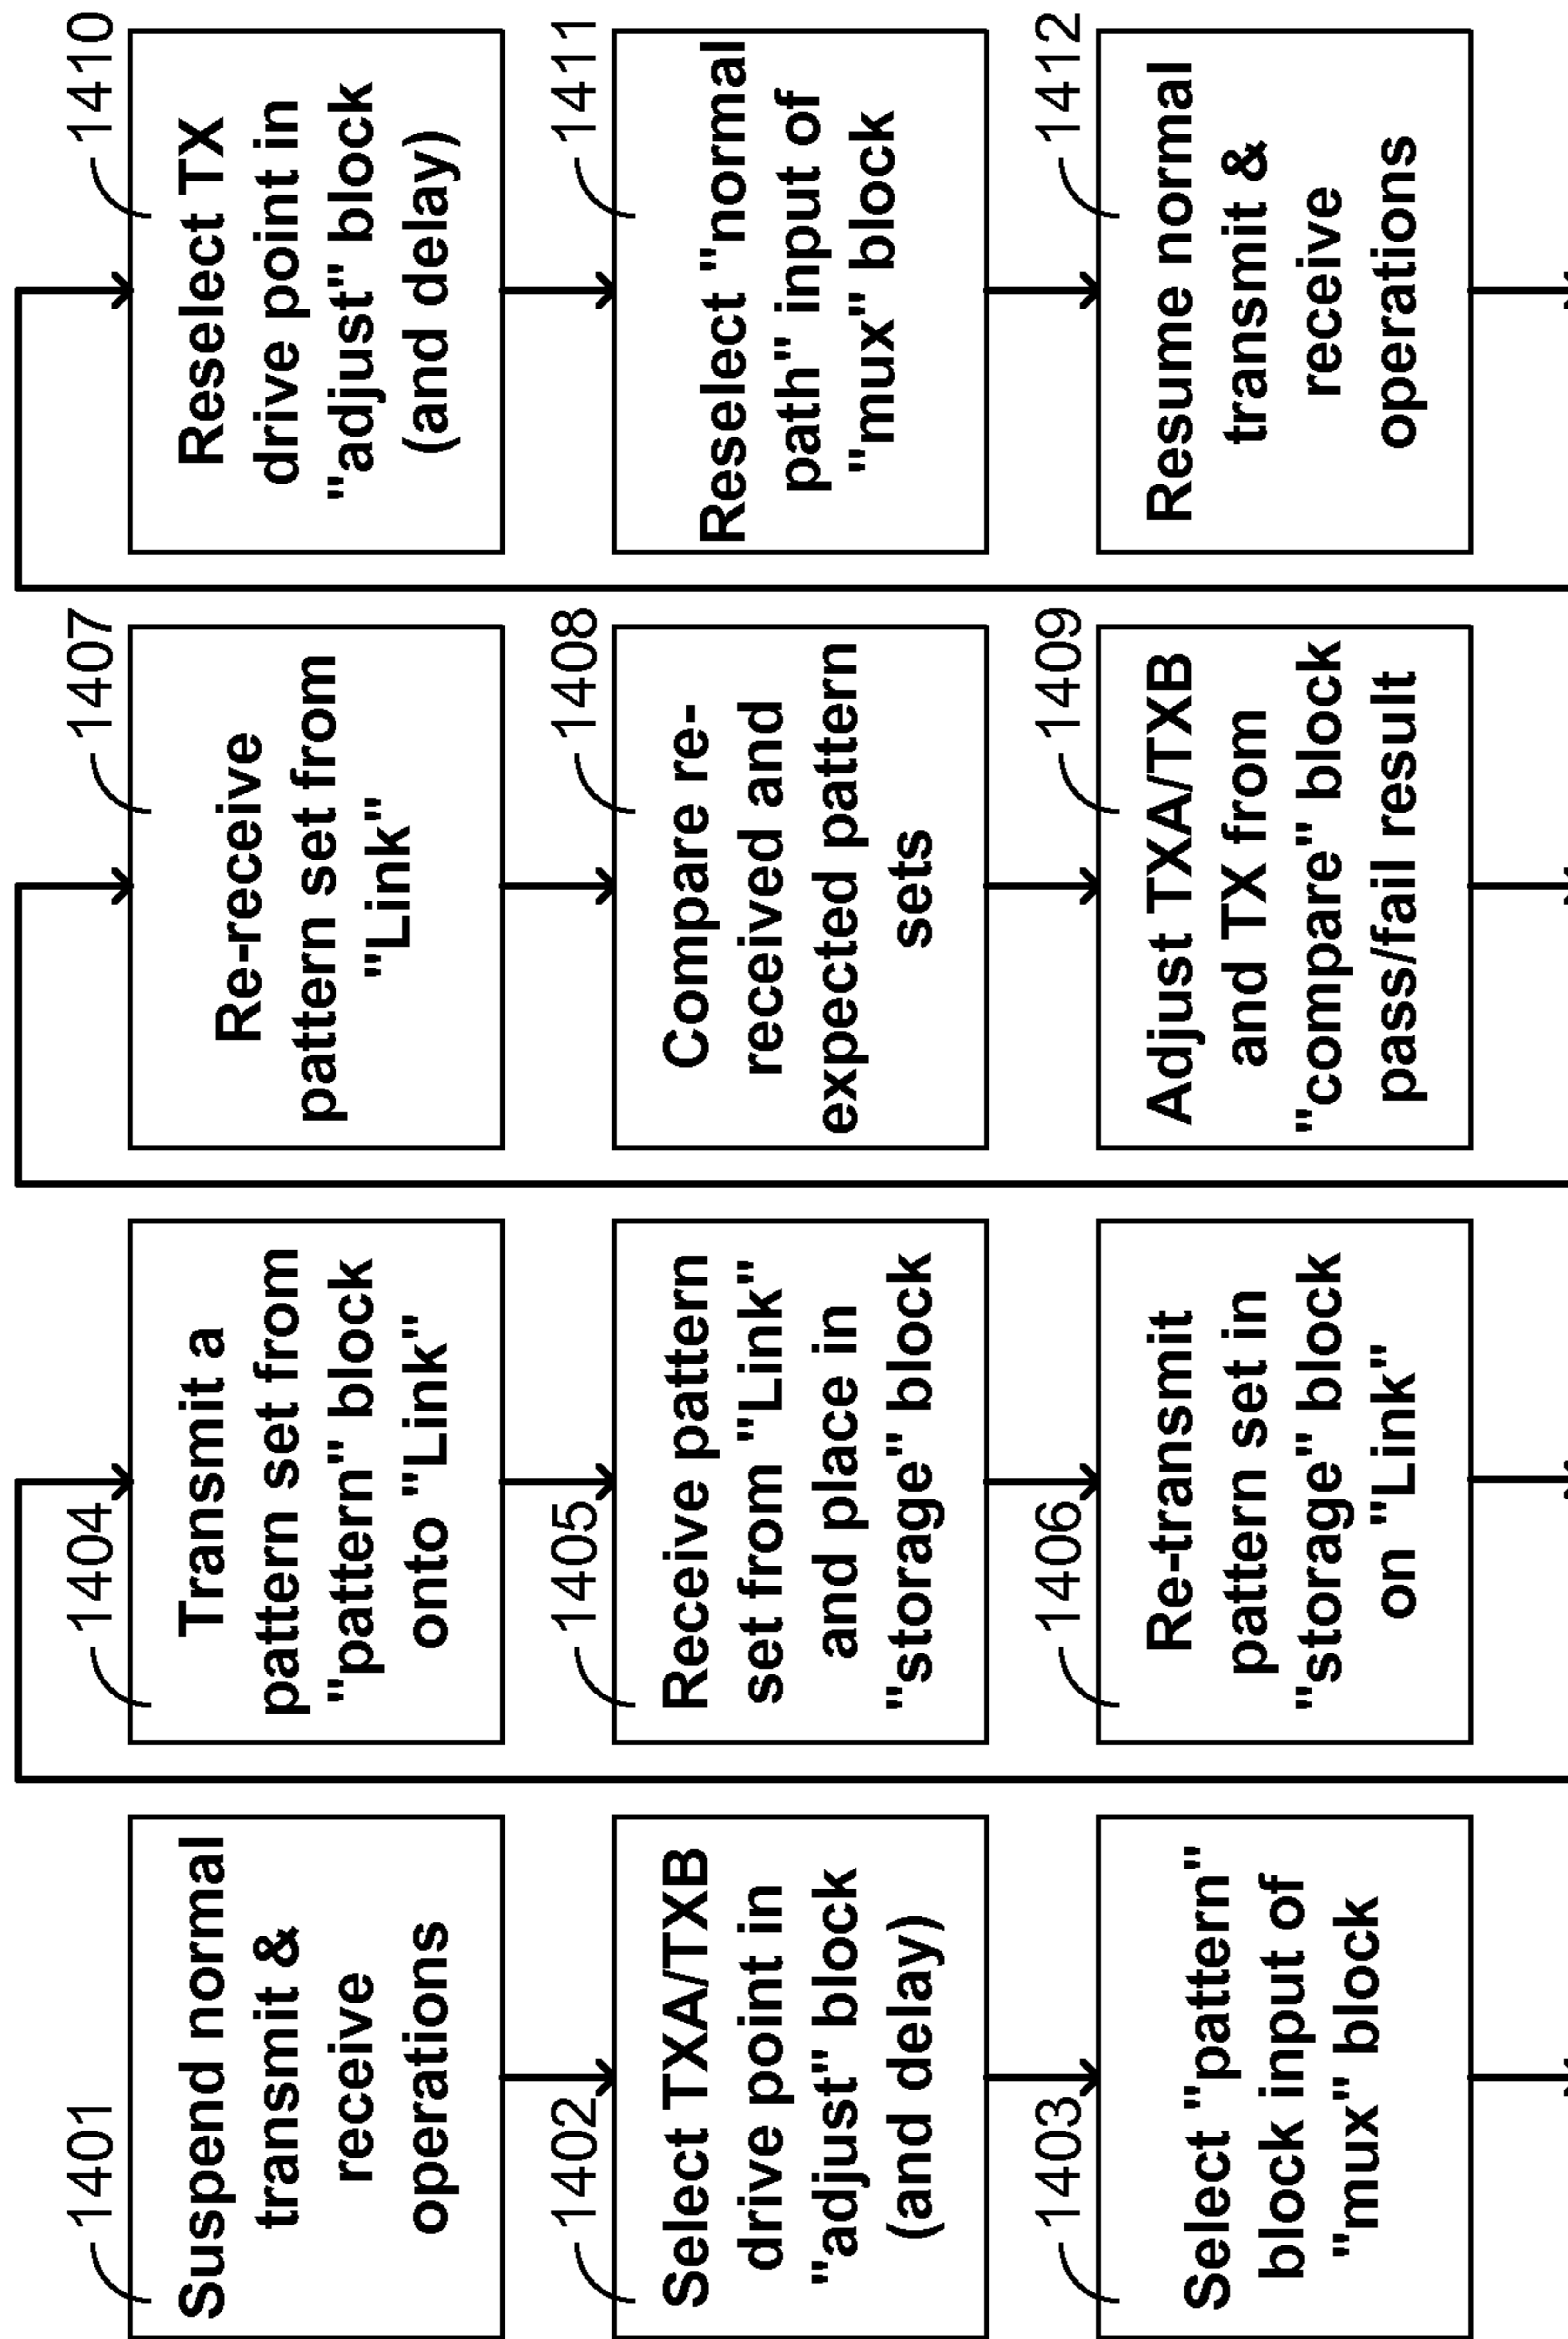 1401
Suspend normal
transmit &
receive
operations
1402
Select TXA/TXB
drive point in
"adjust" block
(and delay)
1403
Select "pattern"
block input of
"mux" block
1404
Transmit a
pattern set from
"pattern" block
onto "Link"
1405
Receive pattern
set from "Link"
and place in
"storage" block
1406
Re-transmit
pattern set in
"storage" block
on "Link"
1407
Re-receive
pattern set from
"Link"
1408
Compare re-
received and
expected pattern
sets
1409
Adjust TXA/TXB
and TX from
"compare" block
pass/fail result
1410
Reselect TX
drive point in
"adjust" block
(and delay)
1411
Reselect "normal
path" input of
"mux" block
1412
Resume normal
transmit &
receive
operations